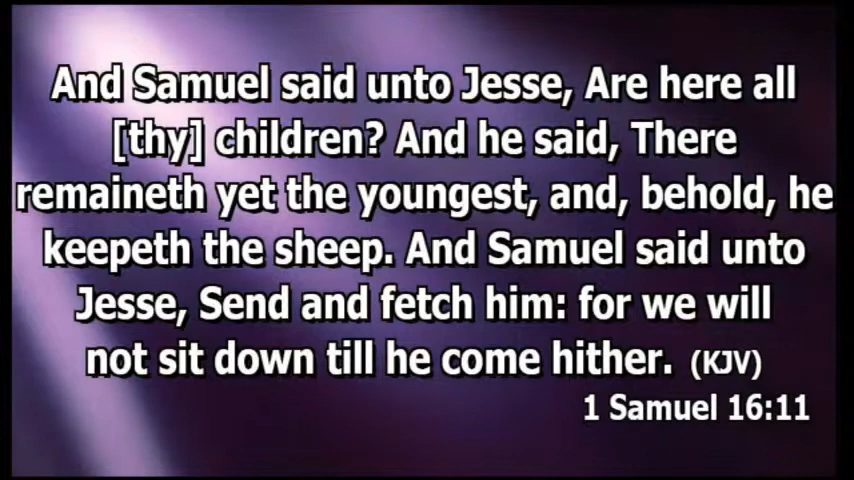 And Samuel said unto Jesse, Are here all
[thy] children? And he said, There
remaineth yet the youngest, and, behold, he
keepeth the sheep. And Samuel said unto
Jesse, Send and fetch him: for we will
not sit down till he come hither. (KJV)
1 Samuel 16:11